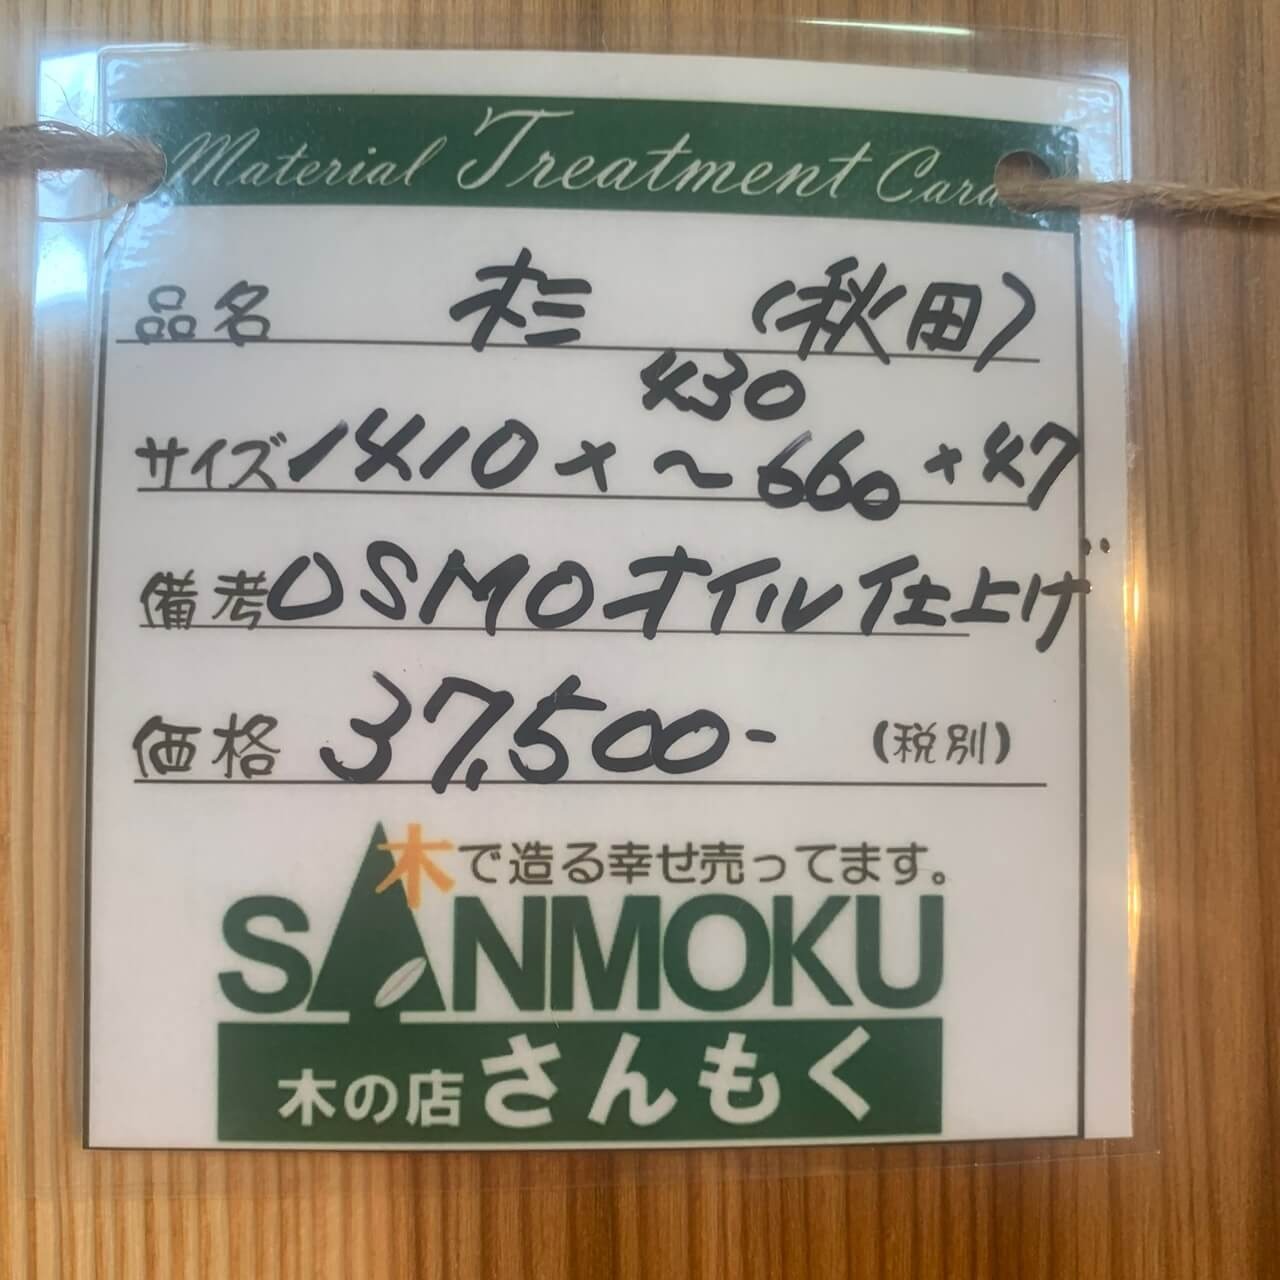 Material Treatment Card
品名 杉 (秋田)
430
サイズ 1410 × ~ 660 × 47
備考 OSMOオイル仕上げ
価格 37,500- (税別)
木で造る幸せ売ってます。
SANMOKU
木の店 さんもく